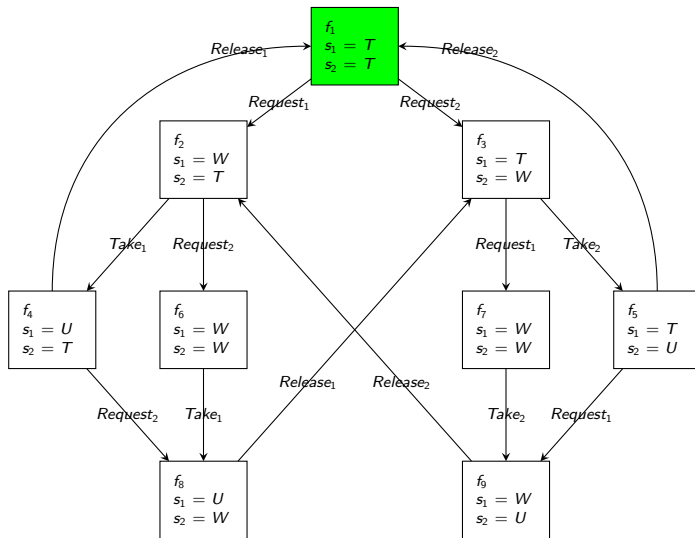 f₁
s₁ = T
s₂ = T
Release₁
Release₂
Request₁
Request₂
f₂
s₁ = W
s₂ = T
f₃
s₁ = T
s₂ = W
Take₁
Request₂
Request₁
Take₂
f₄
s₁ = U
s₂ = T
f₆
s₁ = W
s₂ = W
f₇
s₁ = W
s₂ = W
f₅
s₁ = T
s₂ = U
Release₁
Release₂
Request₂
Take₁
Take₂
Request₁
f₈
s₁ = U
s₂ = W
f₉
s₁ = W
s₂ = U